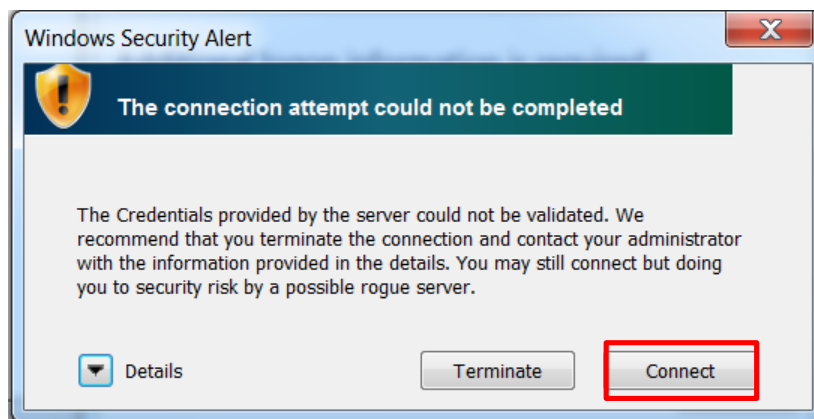 Windows Security Alert
The connection attempt could not be completed
The Credentials provided by the server could not be validated. We
recommend that you terminate the connection and contact your administrator
with the information provided in the details. You may still connect but doing
you to security risk by a possible rogue server.
Details
Terminate
Connect